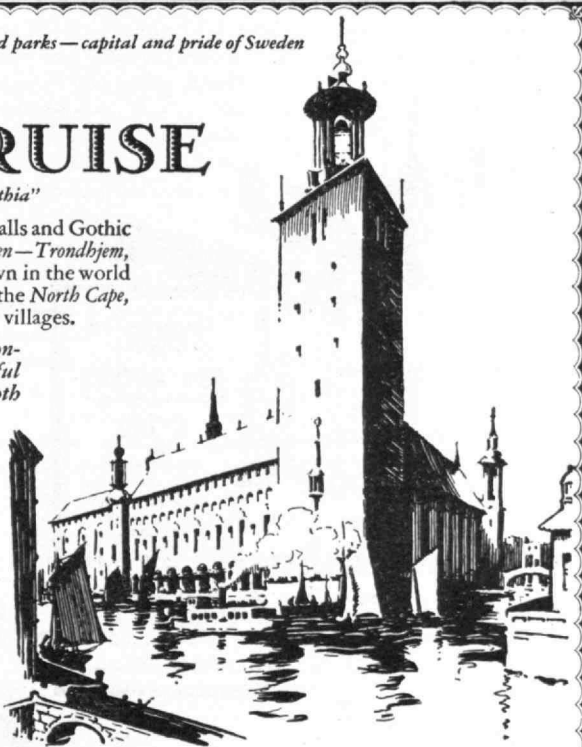 d parks—capital and pride of Sweden
RUISE
thia"
alls and Gothic
en—Trondhjem,
wn in the world
the North Cape,
villages.
on-
ful
oth